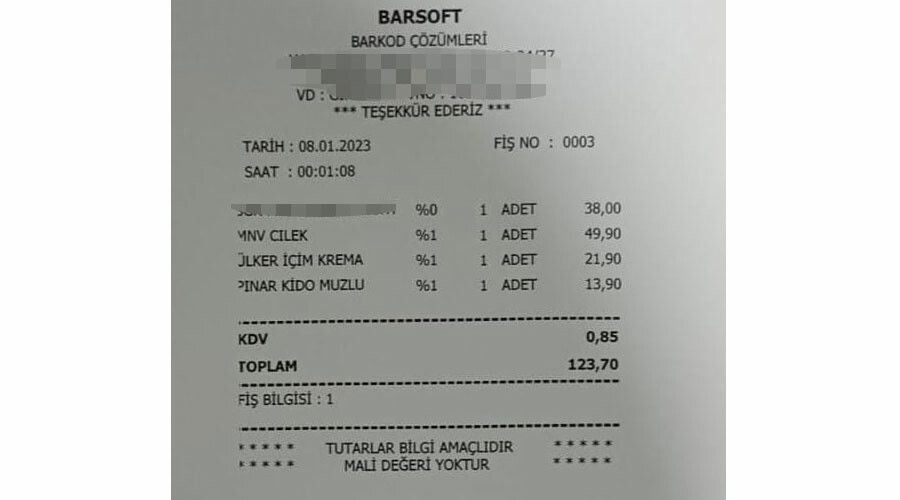 BARSOFT
BARKOD ÇÖZÜMLERİ
VD :
*** TEŞEKKÜR EDERİZ ***
TARİH : 08.01.2023 FİŞ NO : 0003
SAAT : 00:01:08
%0 1 ADET 38,00
MNV CILEK %1 1 ADET 49,90
ÜLKER İÇİM KREMA %1 1 ADET 21,90
PINAR KİDO MUZLU %1 1 ADET 13,90
KDV 0,85
TOPLAM 123,70
FİŞ BİLGİSİ : 1
* * * * * TUTARLAR BİLGİ AMAÇLIDIR * * * * *
* * * * * MALİ DEĞERİ YOKTUR * * * * *